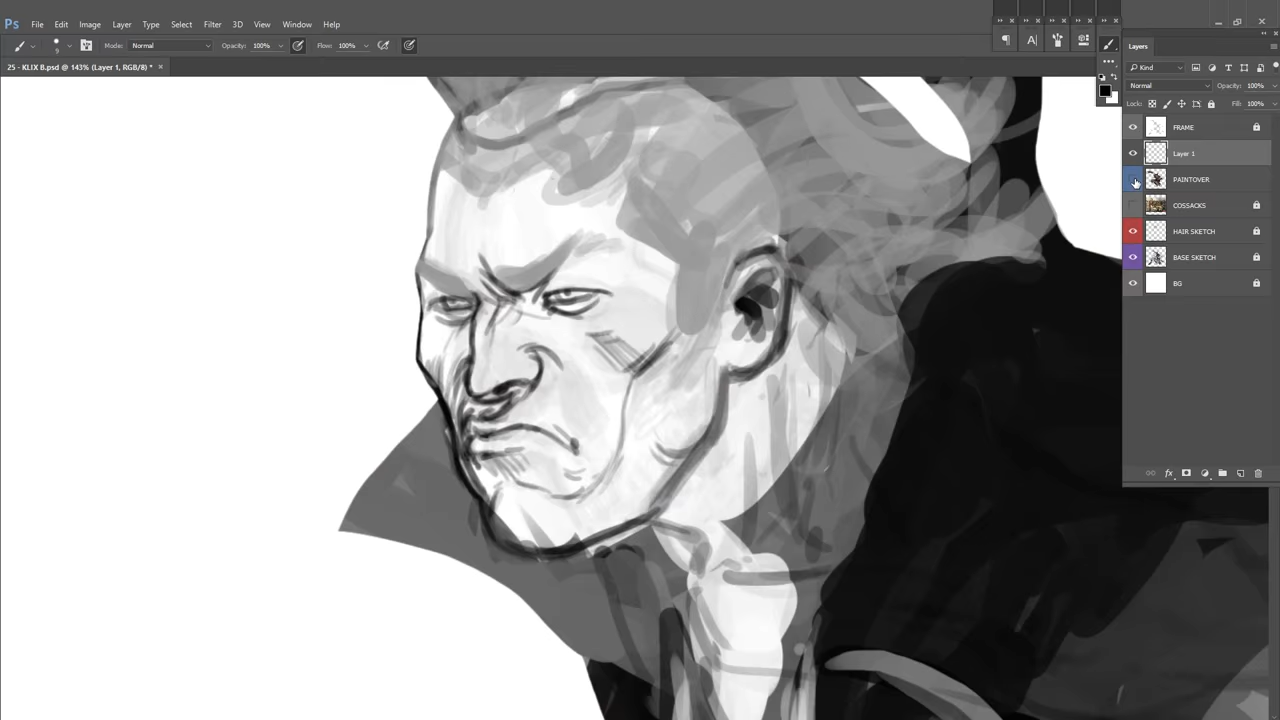 Ps File Edit Image Layer Type Select Filter 3D View Window Help
Mode: Normal Opacity: 100% Flow: 100%
9
25 - KLIX B.psd @ 143% (Layer 1, RGB/8) * ×
Layers
Kind
Normal Opacity: 100%
Lock: Fill: 100%
FRAME
Layer 1
PAINTOVER
COSSACKS
HAIR SKETCH
BASE SKETCH
BG
fx